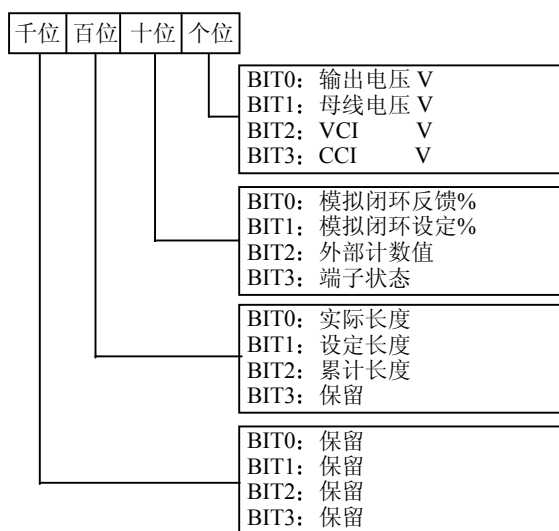 千位 百位 十位 个位
BIT0：输出电压 V
BIT1：母线电压 V
BIT2：VCI V
BIT3：CCI V
BIT0：模拟闭环反馈%
BIT1：模拟闭环设定%
BIT2：外部计数值
BIT3：端子状态
BIT0：实际长度
BIT1：设定长度
BIT2：累计长度
BIT3：保留
BIT0：保留
BIT1：保留
BIT2：保留
BIT3：保留